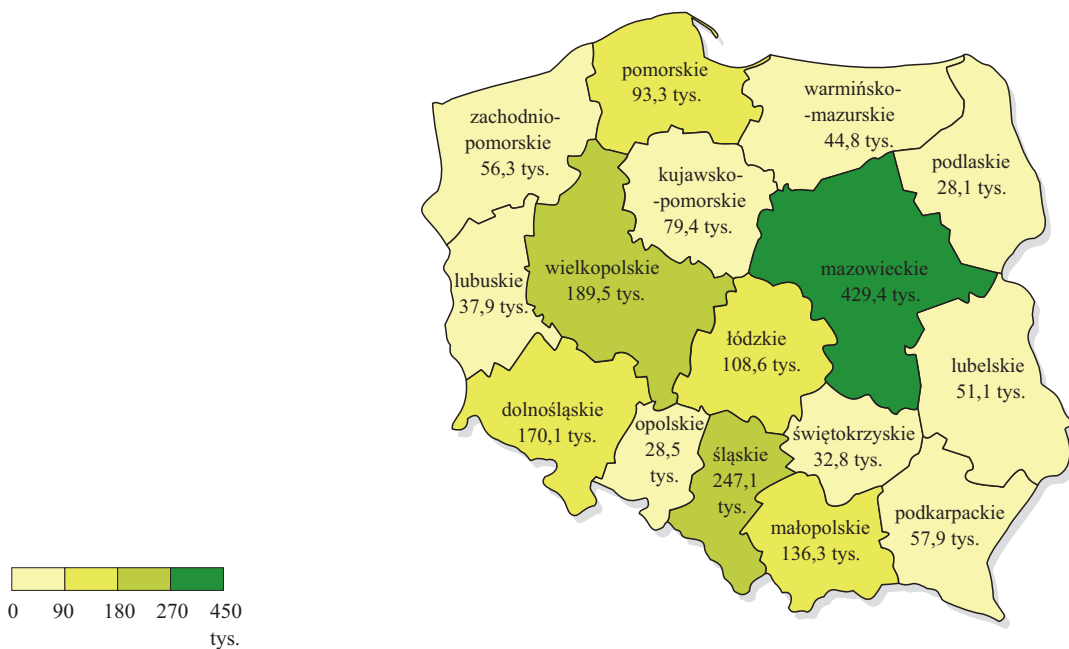 pomorskie
93,3 tys.
warmińsko-
-mazurskie
44,8 tys.
zachodnio-
pomorskie
56,3 tys.
podlaskie
28,1 tys.
kujawsko-
-pomorskie
79,4 tys.
lubuskie
37,9 tys.
wielkopolskie
189,5 tys.
mazowieckie
429,4 tys.
łódzkie
108,6 tys.
lubelskie
51,1 tys.
dolnośląskie
170,1 tys.
opolskie
28,5
tys.
śląskie
247,1
tys.
świętokrzyskie
32,8 tys.
małopolskie
136,3 tys.
podkarpackie
57,9 tys.
0 90 180 270 450
tys.